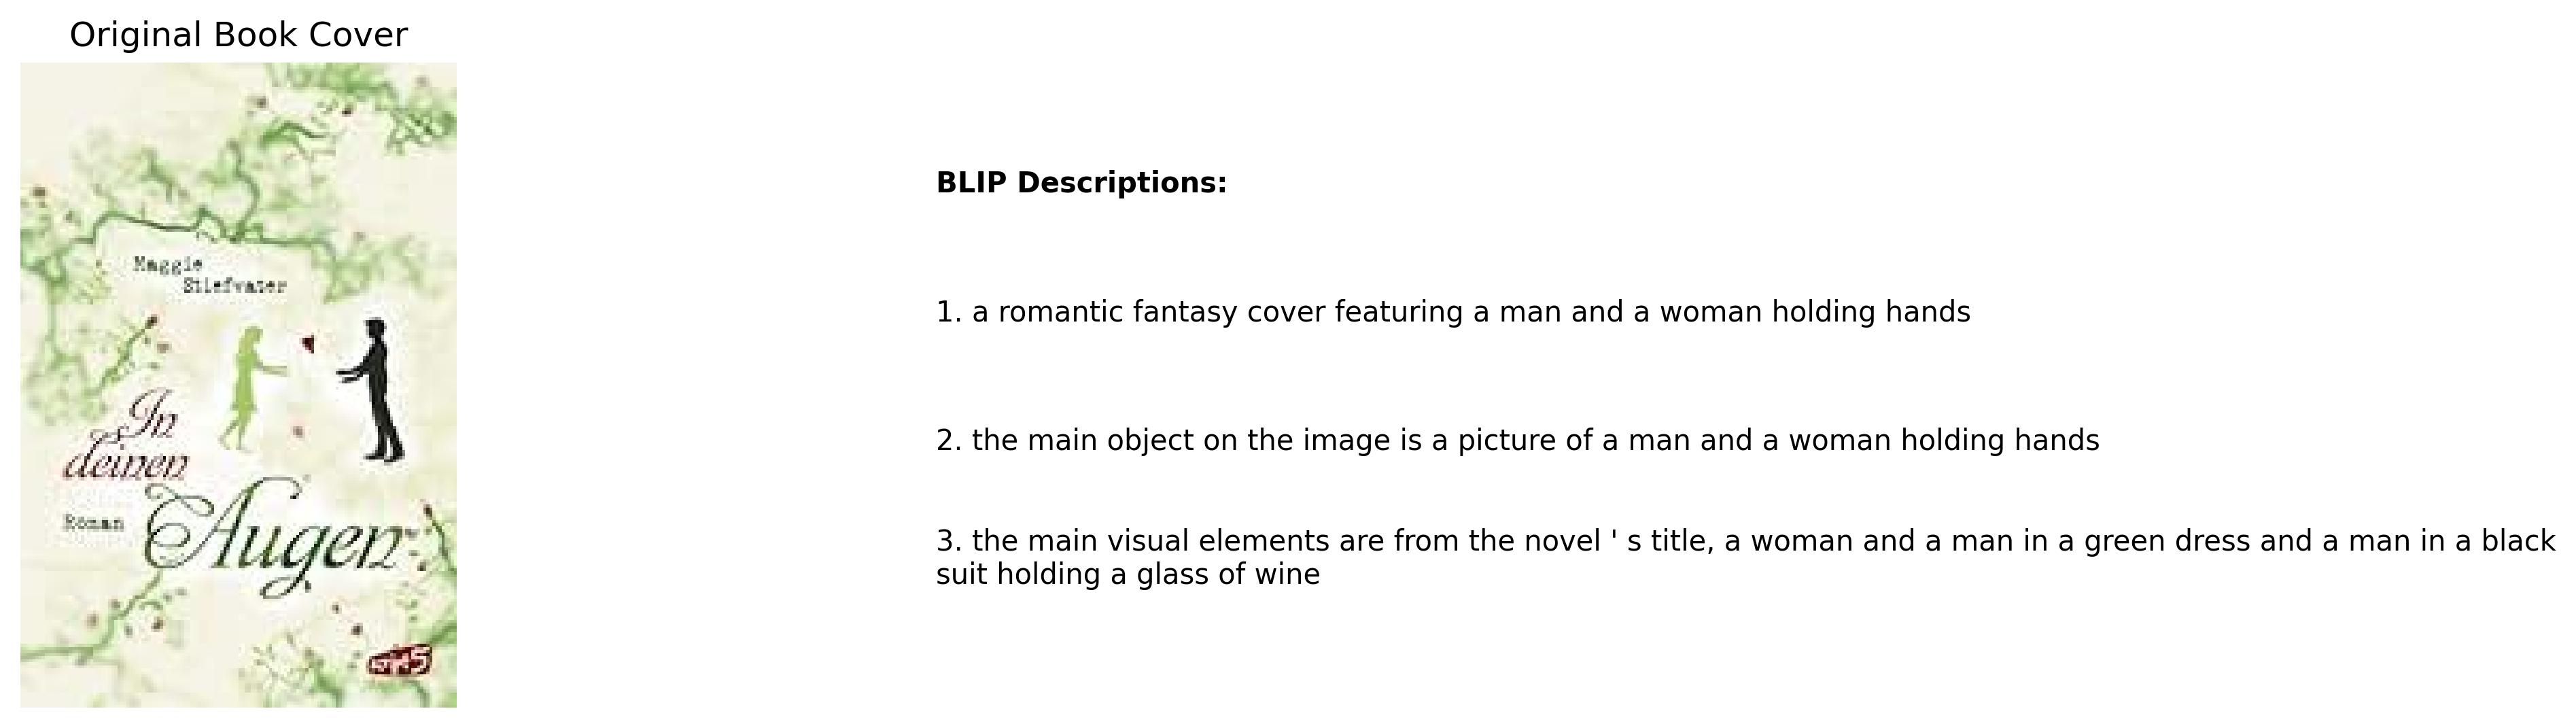 Original Book Cover
Maggie
Stiefvater
In
deinen
Augen
Roman
script5
BLIP Descriptions:
1. a romantic fantasy cover featuring a man and a woman holding hands
2. the main object on the image is a picture of a man and a woman holding hands
3. the main visual elements are from the novel ' s title, a woman and a man in a green dress and a man in a black
suit holding a glass of wine